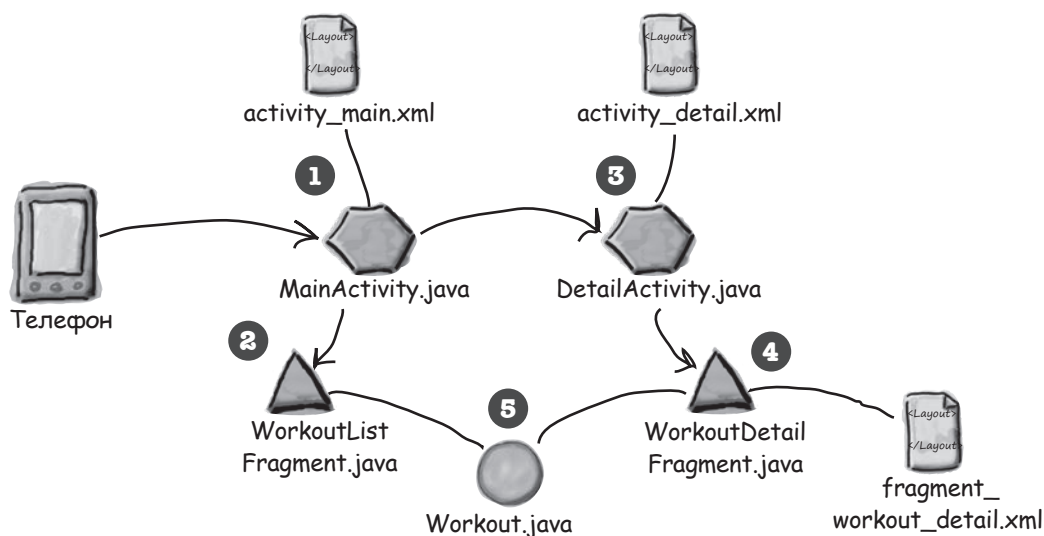 <Layout>
</Layout>
activity_main.xml
<Layout>
</Layout>
activity_detail.xml
1
3
Телефон
MainActivity.java
DetailActivity.java
2
4
WorkoutList
Fragment.java
5
WorkoutDetail
Fragment.java
<Layout>
</Layout>
fragment_
workout_detail.xml
Workout.java